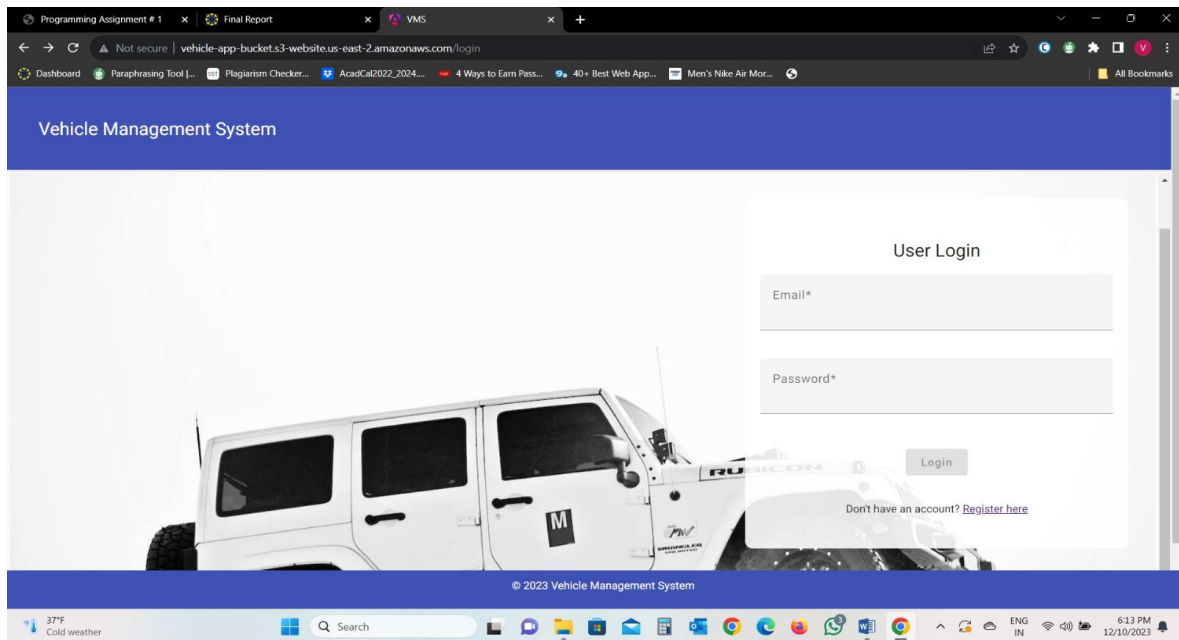 Programming Assignment # 1
Final Report
VMS
Not secure | vehicle-app-bucket.s3-website.us-east-2.amazonaws.com/login
Dashboard
Paraphrasing Tool |...
Plagiarism Checker...
AcadCal2022_2024....
4 Ways to Earn Pass...
40+ Best Web App...
Men's Nike Air Mor...
All Bookmarks
Vehicle Management System
User Login
Email*
Password*
Login
Don't have an account? Register here
RUBICON
M
WRANGLER
UNLIMITED
© 2023 Vehicle Management System
37°F
Cold weather
Search
ENG
IN
6:13 PM
12/10/2023